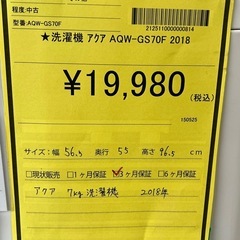 程度:中古
型番:AQW-GS70F
2125110000000814
★洗濯機 アクア AQW-GS70F 2018
¥19,980
(税込)
150525
サイズ:幅 56.3 奥行 55 高さ 96.5 cm
□現状販売 □1ヶ月保証 ☑3ヶ月保証 □6ヶ月保証
アクア 7kg 洗濯機 2018年